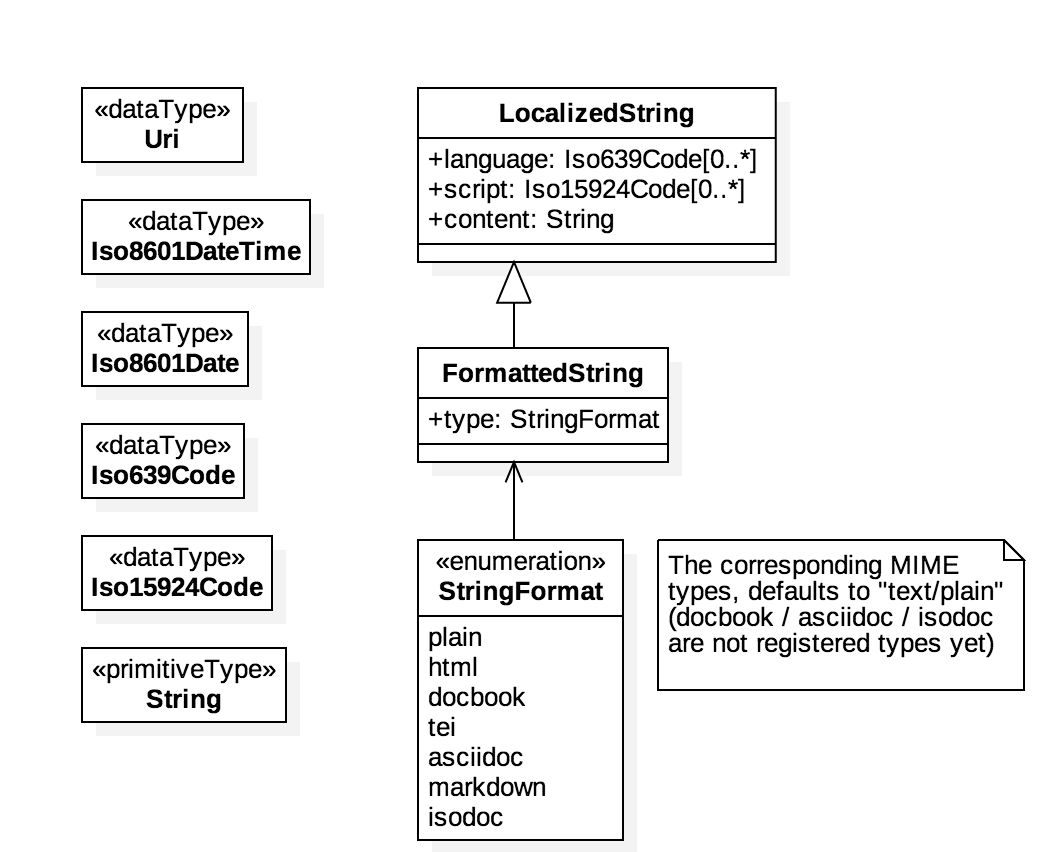 «dataType»
Uri
«dataType»
Iso8601DateTime
«dataType»
Iso8601Date
«dataType»
Iso639Code
«dataType»
Iso15924Code
«primitiveType»
String
LocalizedString
+language: Iso639Code[0..*]
+script: Iso15924Code[0..*]
+content: String
FormattedString
+type: StringFormat
«enumeration»
StringFormat
plain
html
docbook
tei
asciidoc
markdown
isodoc
The corresponding MIME
types, defaults to "text/plain"
(docbook / asciidoc / isodoc
are not registered types yet)